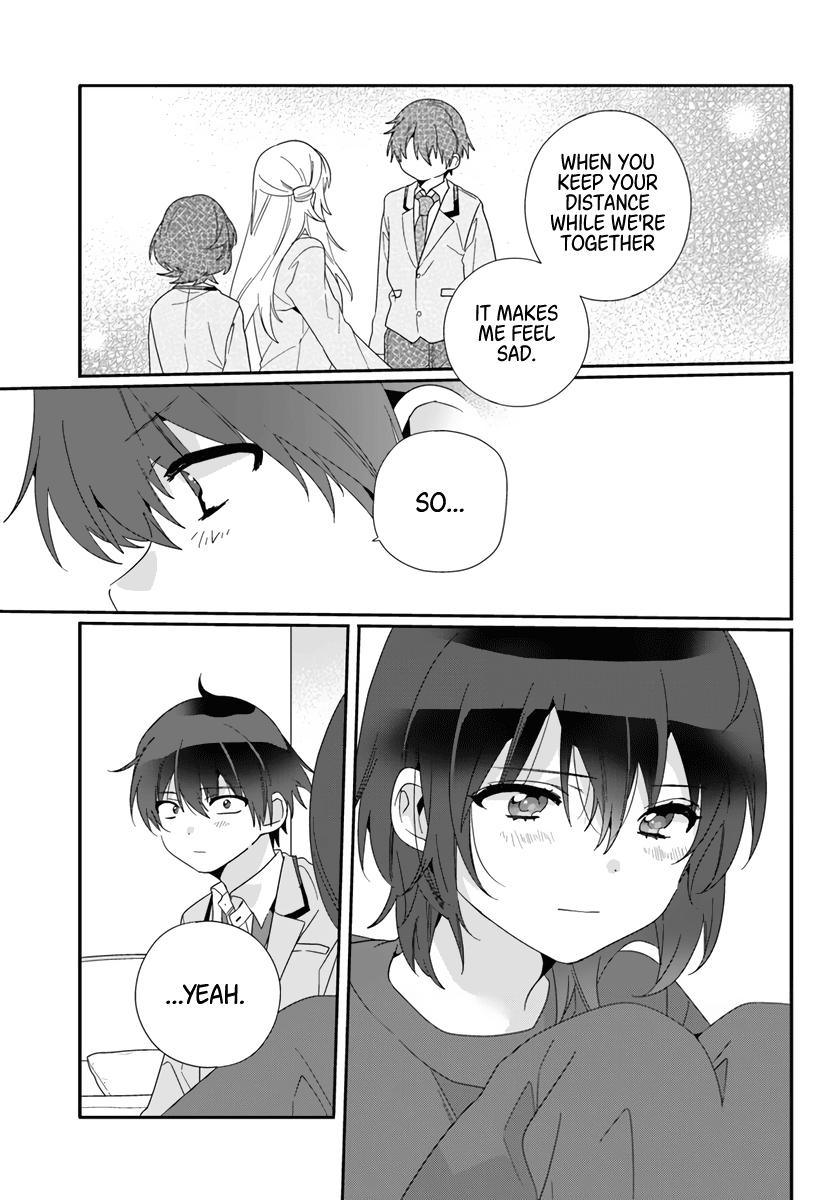 WHEN YOU
KEEP YOUR
DISTANCE
WHILE WE'RE
TOGETHER
IT MAKES
ME FEEL
SAD.
SO...
...YEAH.